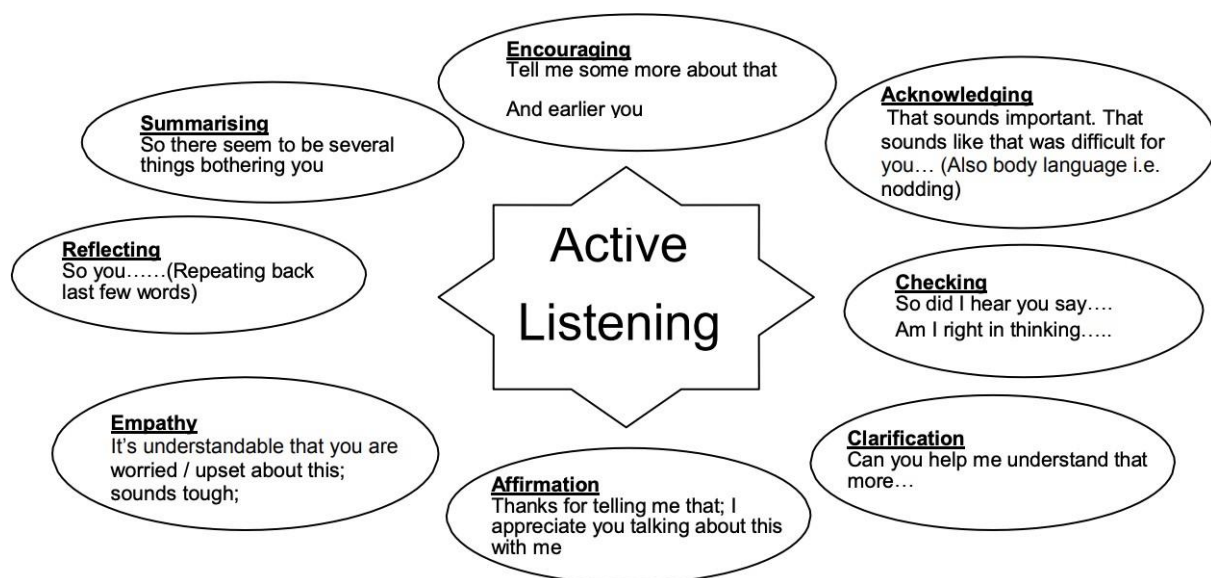 Encouraging
Tell me some more about that
And earlier you
Acknowledging
That sounds important. That
sounds like that was difficult for
you… (Also body language i.e.
nodding)
Summarising
So there seem to be several
things bothering you
Active
Listening
Reflecting
So you……(Repeating back
last few words)
Checking
So did I hear you say….
Am I right in thinking…..
Empathy
It’s understandable that you are
worried / upset about this;
sounds tough;
Clarification
Can you help me understand that
more…
Affirmation
Thanks for telling me that; I
appreciate you talking about this
with me